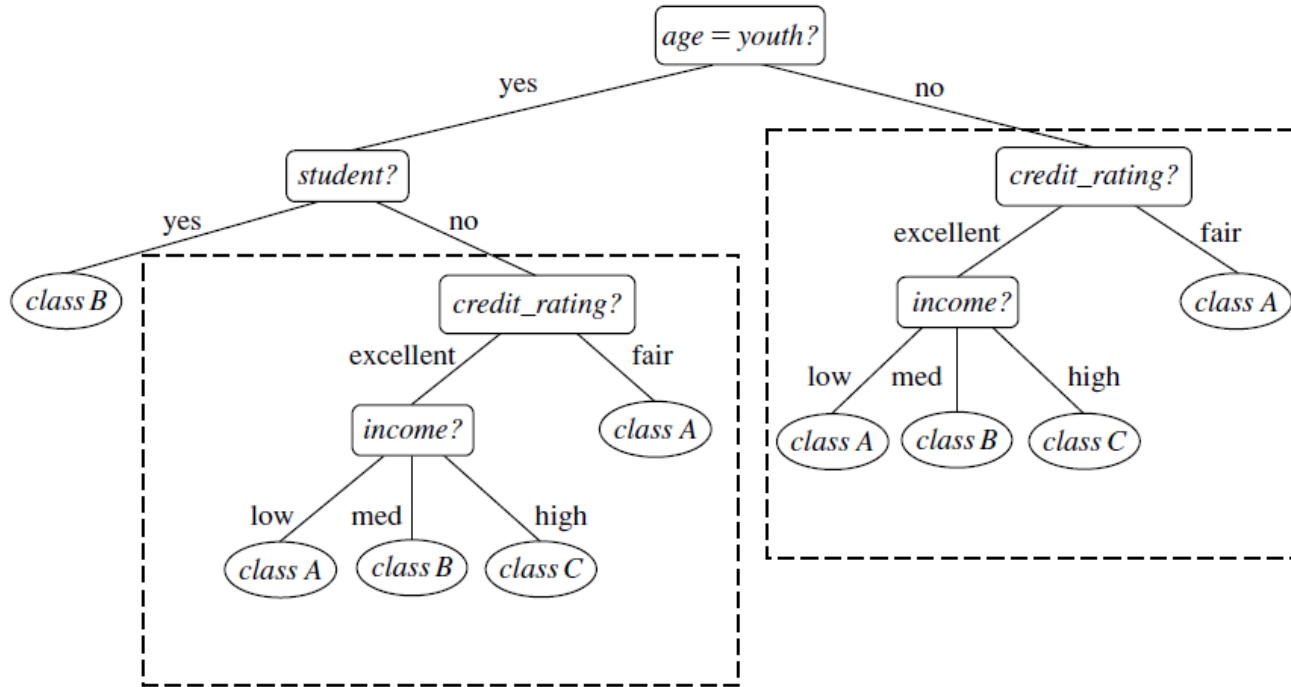 age = youth?
yes
no
student?
credit_rating?
yes
no
excellent
fair
class B
credit_rating?
income?
class A
excellent
fair
low
med
high
income?
class A
class A
class B
class C
low
med
high
class A
class B
class C